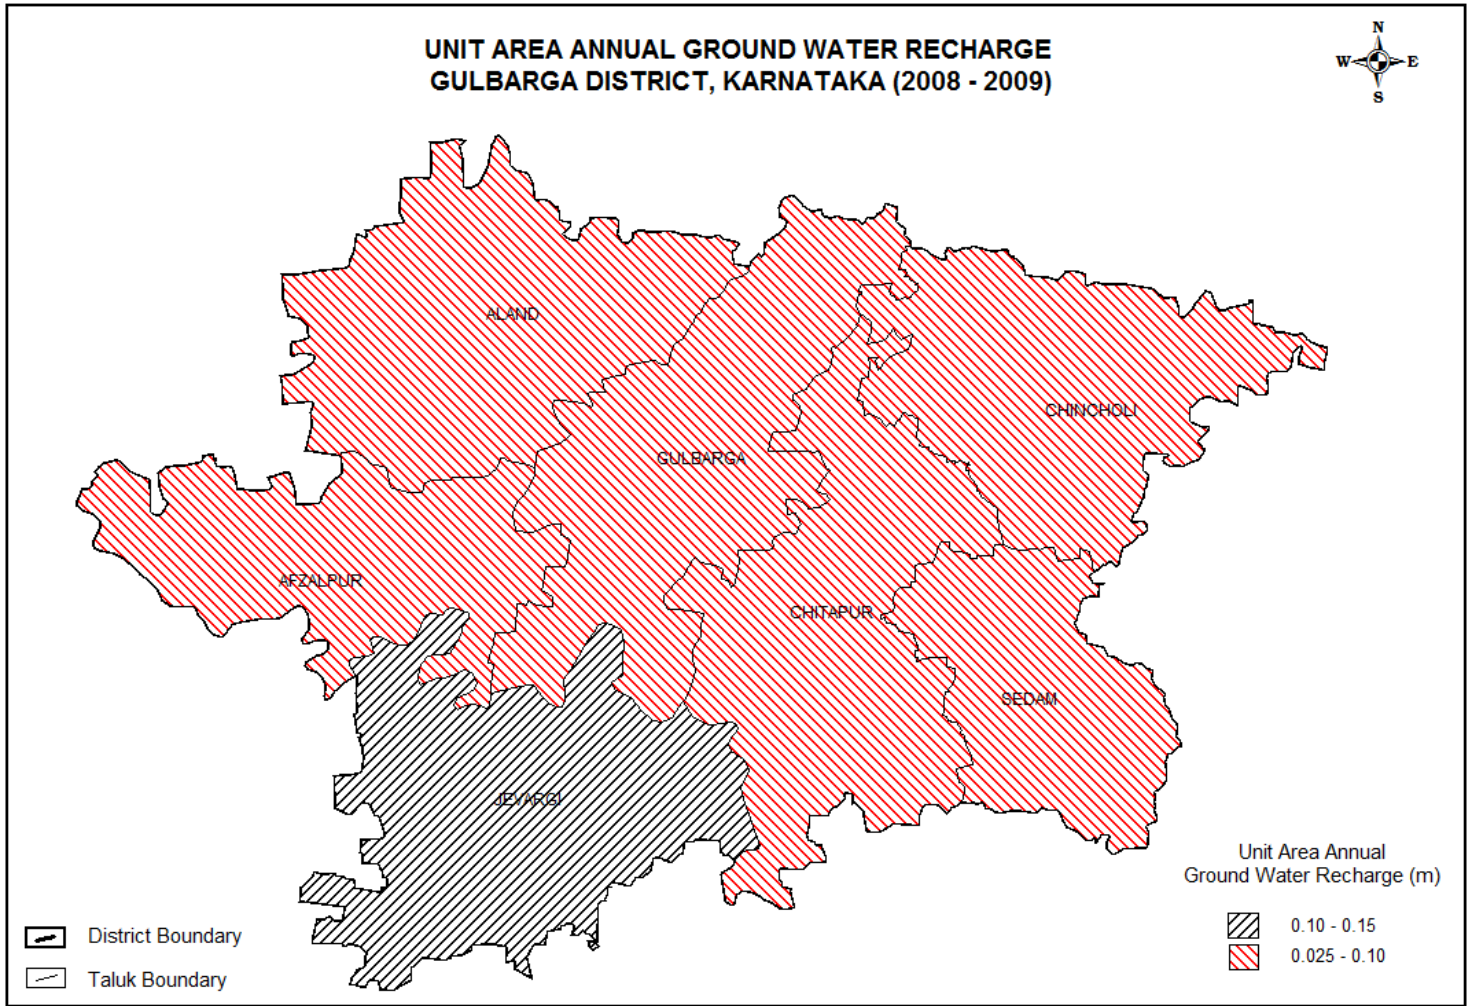 UNIT AREA ANNUAL GROUND WATER RECHARGE
GULBARGA DISTRICT, KARNATAKA (2008 - 2009)
N
W E
S
ALAND
CHINCHOLI
GULBARGA
AFZALPUR
CHITAPUR
SEDAM
JEVARGI
Unit Area Annual
Ground Water Recharge (m)
0.10 - 0.15
0.025 - 0.10
District Boundary
Taluk Boundary